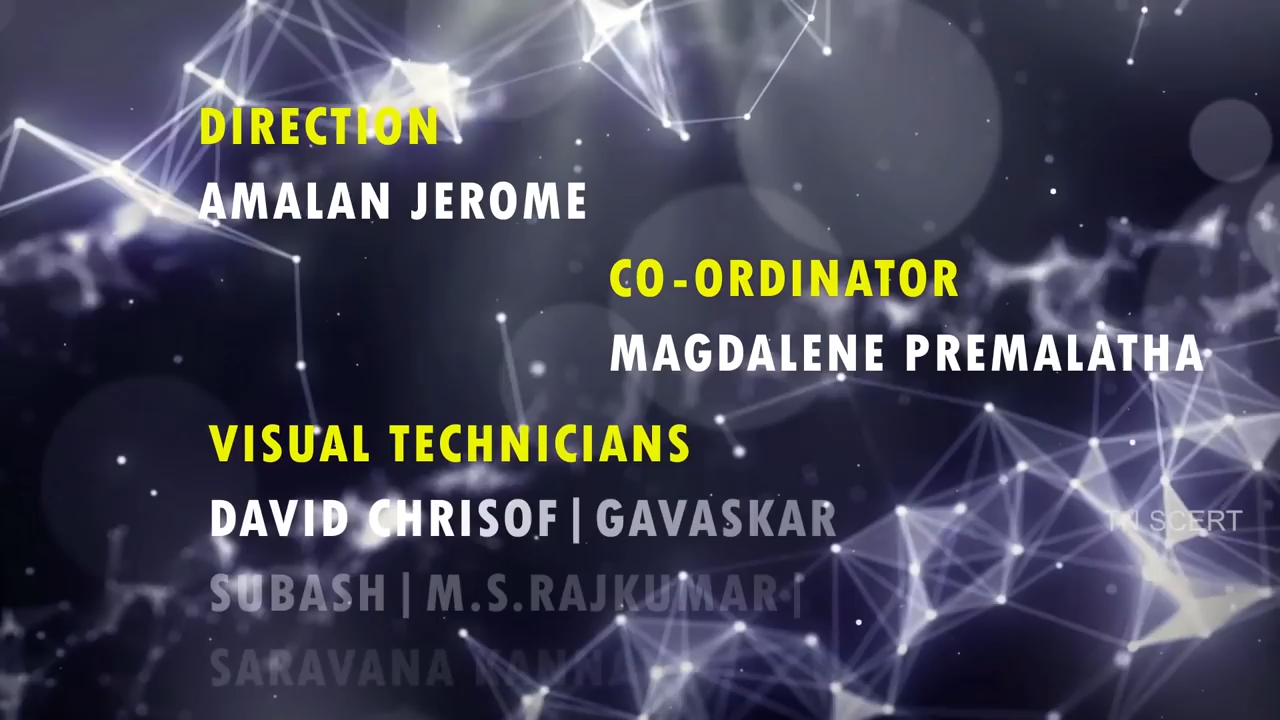 DIRECTION
AMALAN JEROME
CO-ORDINATOR
MAGDALENE PREMALATHA
VISUAL TECHNICIANS
DAVID CHRISOF | GAVASKAR
SUBASH | M.S.RAJKUMAR |
SARAVANA
TN SCERT